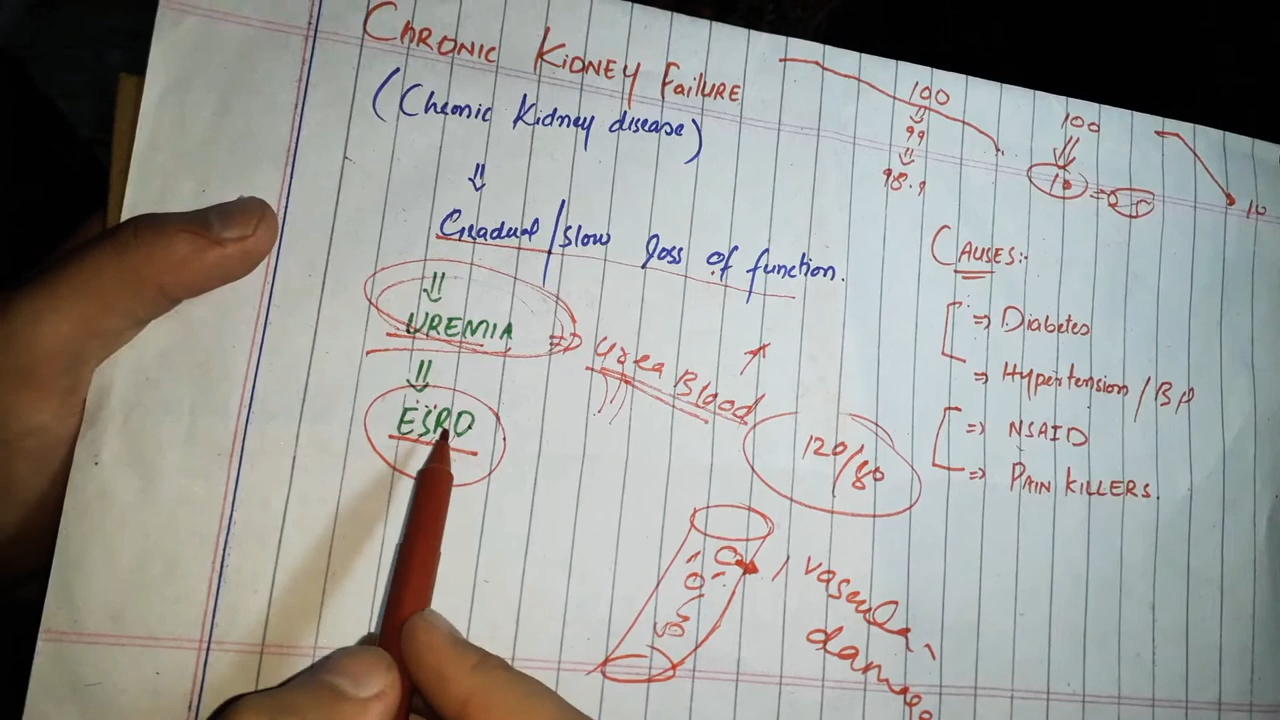 CHRONIC KIDNEY FAILURE
(Chronic Kidney disease)
⇓
Gradual/slow loss of function.
⇓
UREMIA ⇒ Urea Blood ↑
⇓
ESRD
100
⇓
99
⇓
98.9
100
10
10
CAUSES:-
⇒ Diabetes
⇒ Hypertension/BP
⇒ NSAID
⇒ PAIN KILLERS.
120/80
vascular
damage